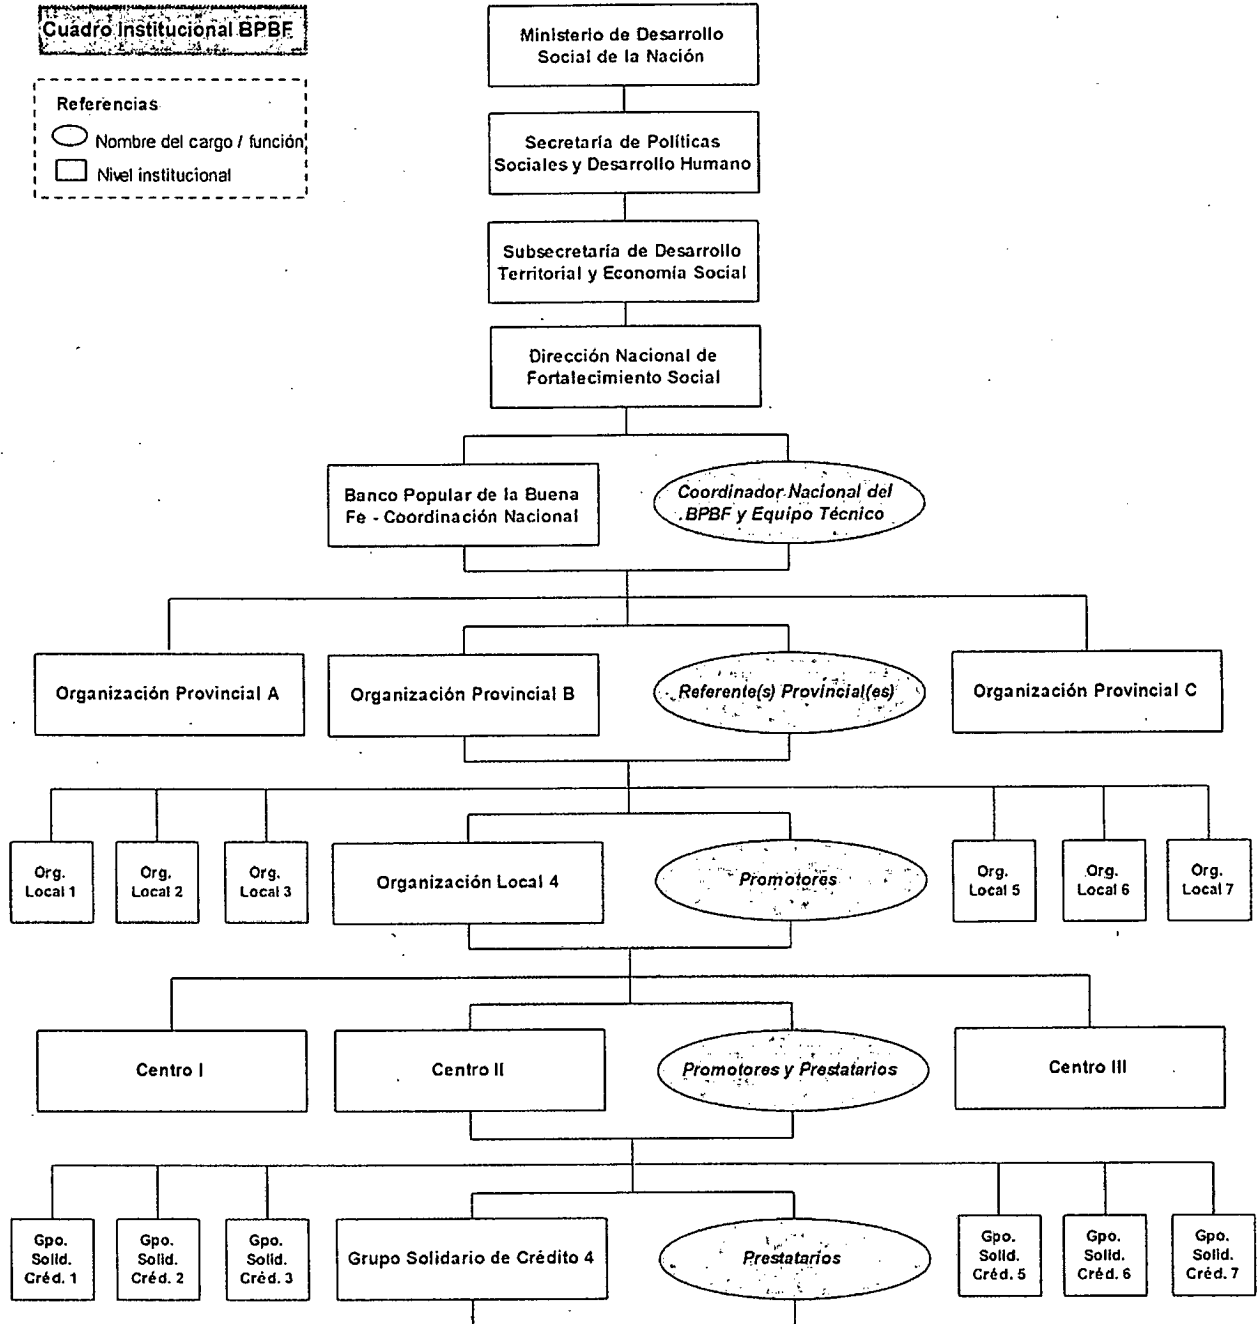 Cuadro Institucional BPBF
Referencias
Nombre del cargo / función
Nivel institucional
Ministerio de Desarrollo
Social de la Nación
Secretaría de Políticas
Sociales y Desarrollo Humano
Subsecretaría de Desarrollo
Territorial y Economía Social
Dirección Nacional de
Fortalecimiento Social
Banco Popular de la Buena
Fe - Coordinación Nacional
Coordinador Nacional del
BPBF y Equipo Técnico
Organización Provincial A
Organización Provincial B
Referente(s) Provincial(es)
Organización Provincial C
Org.
Local 1
Org.
Local 2
Org.
Local 3
Organización Local 4
Promotores
Org.
Local 5
Org.
Local 6
Org.
Local 7
Centro I
Centro II
Promotores y Prestatarios
Centro III
Gpo.
Solid.
Créd. 1
Gpo.
Solid.
Créd. 2
Gpo.
Solid.
Créd. 3
Grupo Solidario de Crédito 4
Prestatarios
Gpo.
Solid.
Créd. 5
Gpo.
Solid.
Créd. 6
Gpo.
Solid.
Créd. 7